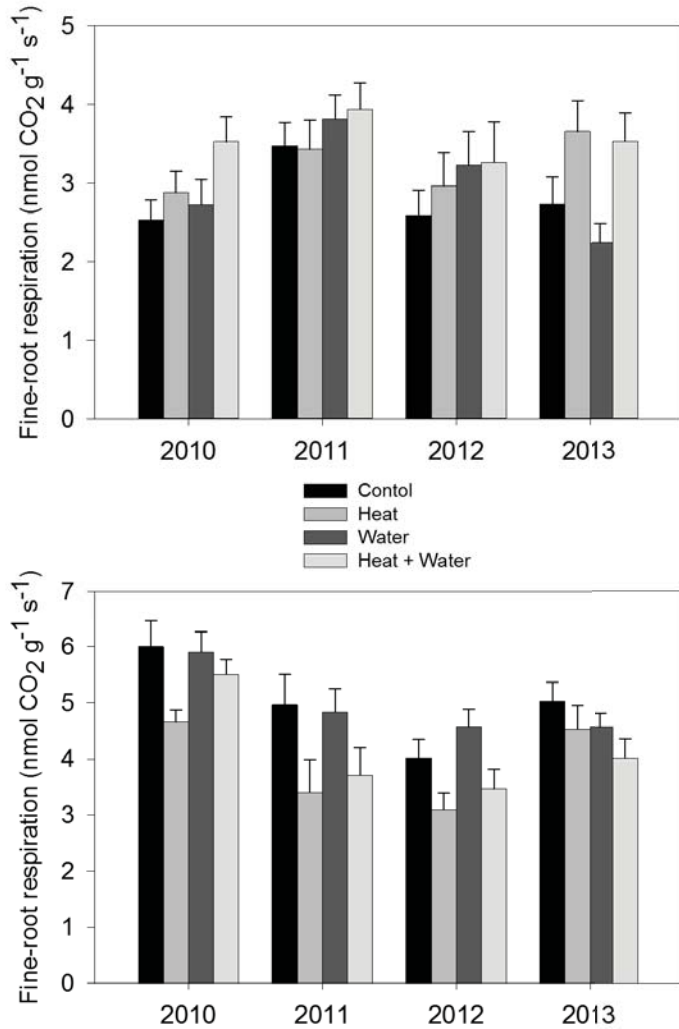 Fine-root respiration (nmol CO₂ g⁻¹ s⁻¹)
5
4
3
2
1
0
2010 2011 2012 2013
Contol
Heat
Water
Heat + Water
Fine-root respiration (nmol CO₂ g⁻¹ s⁻¹)
7
6
5
4
3
2
1
0
2010 2011 2012 2013